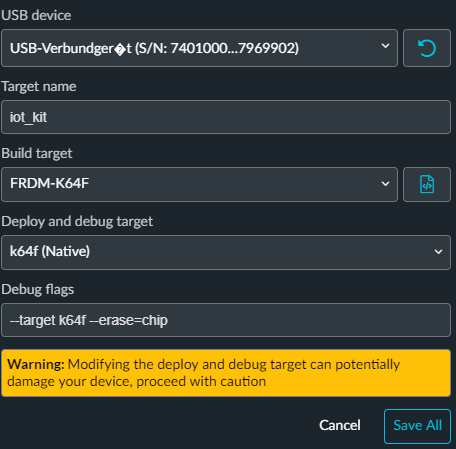 USB device
USB-Verbundger�t (S/N: 7401000...7969902)
Target name
iot_kit
Build target
FRDM-K64F
Deploy and debug target
k64f (Native)
Debug flags
--target k64f --erase=chip
Warning: Modifying the deploy and debug target can potentially
damage your device, proceed with caution
Cancel
Save All